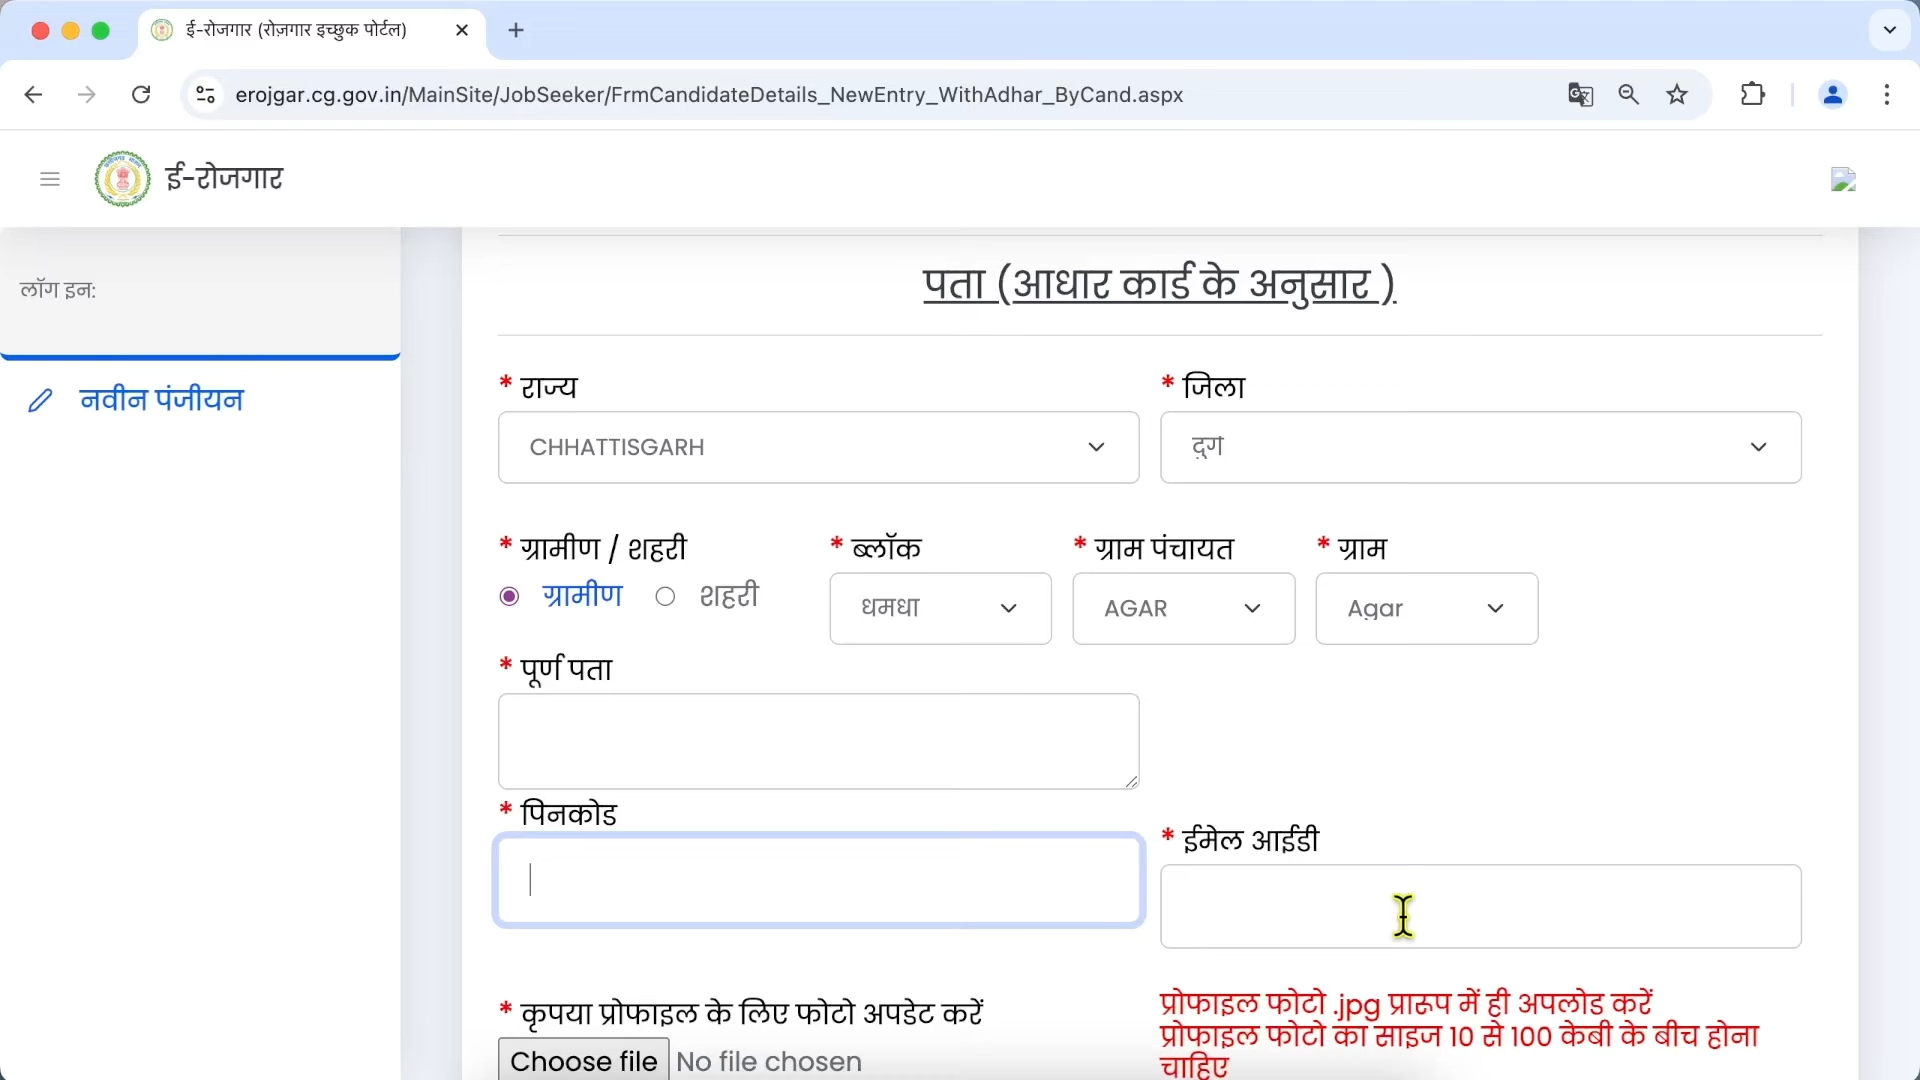 ई-रोजगार (रोज़गार इच्छुक पोर्टल)
erojgar.cg.gov.in/MainSite/JobSeeker/FrmCandidateDetails_NewEntry_WithAdhar_ByCand.aspx
ई-रोजगार
लॉग इन:
नवीन पंजीयन
पता (आधार कार्ड के अनुसार )
* राज्य
* जिला
CHHATTISGARH
दुर्ग
* ग्रामीण / शहरी
* ब्लॉक
* ग्राम पंचायत
* ग्राम
ग्रामीण
शहरी
धमधा
AGAR
Agar
* पूर्ण पता
* पिनकोड
* ईमेल आईडी
* कृपया प्रोफाइल के लिए फोटो अपडेट करें
Choose file No file chosen
प्रोफाइल फोटो .jpg प्रारूप में ही अपलोड करें
प्रोफाइल फोटो का साइज 10 से 100 केबी के बीच होना
चाहिए